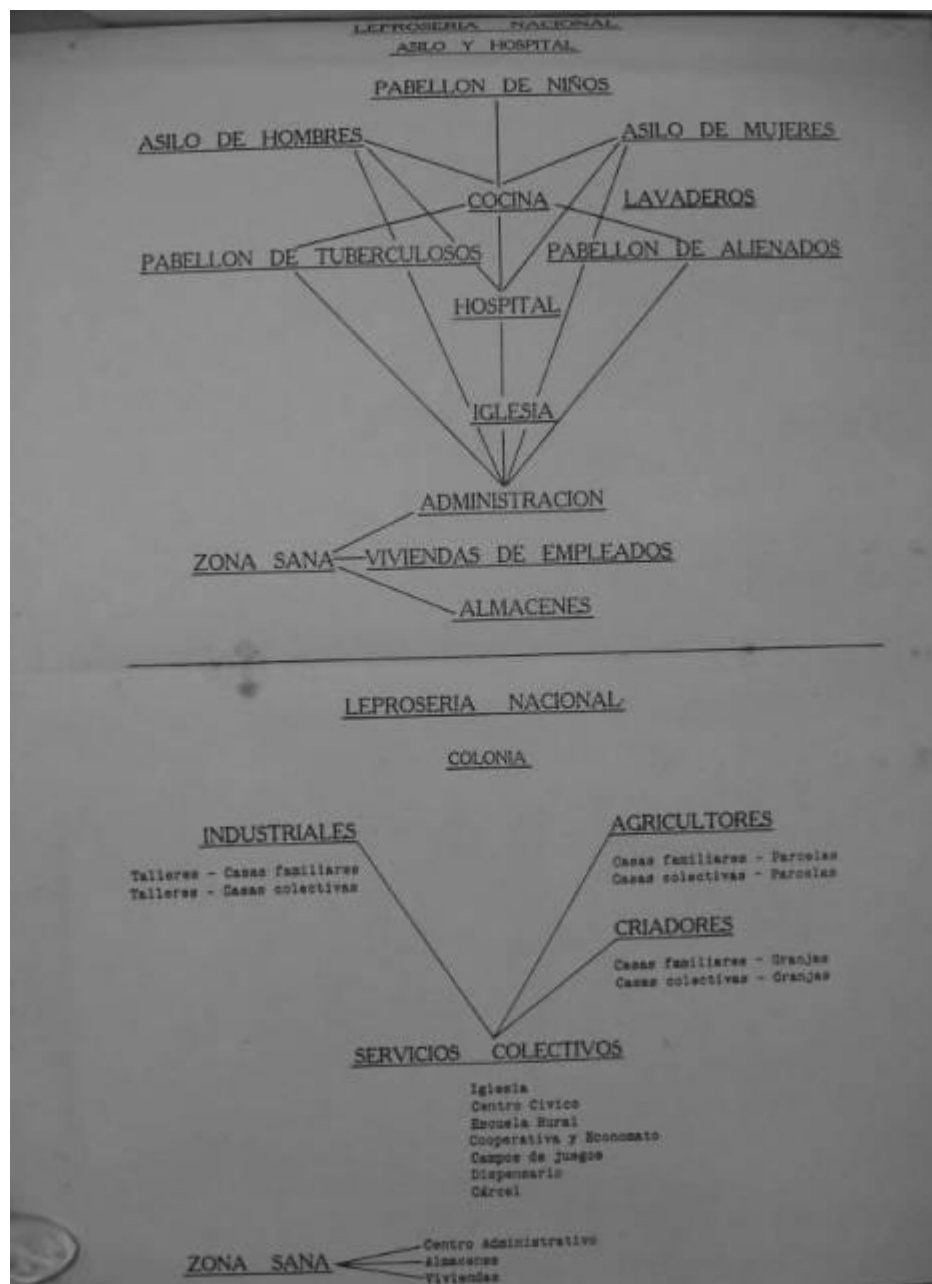 LEPROSERIA NACIONAL
ASILO Y HOSPITAL
PABELLON DE NIÑOS
ASILO DE HOMBRES
ASILO DE MUJERES
COCINA
LAVADEROS
PABELLON DE TUBERCULOSOS
PABELLON DE ALIENADOS
HOSPITAL
IGLESIA
ADMINISTRACION
ZONA SANA
VIVIENDAS DE EMPLEADOS
ALMACENES
LEPROSERIA NACIONAL
COLONIA
INDUSTRIALES
Talleres - Casas familiares
Talleres - Casas colectivas
AGRICULTORES
Casas familiares - Parcelas
Casas colectivas - Parcelas
CRIADORES
Casas familiares - Granjas
Casas colectivas - Granjas
SERVICIOS COLECTIVOS
Iglesia
Centro Cívico
Escuela Rural
Cooperativa y Economato
Campos de juegos
Dispensario
Cárcel
ZONA SANA
Centro Administrativo
Almacenes
Viviendas